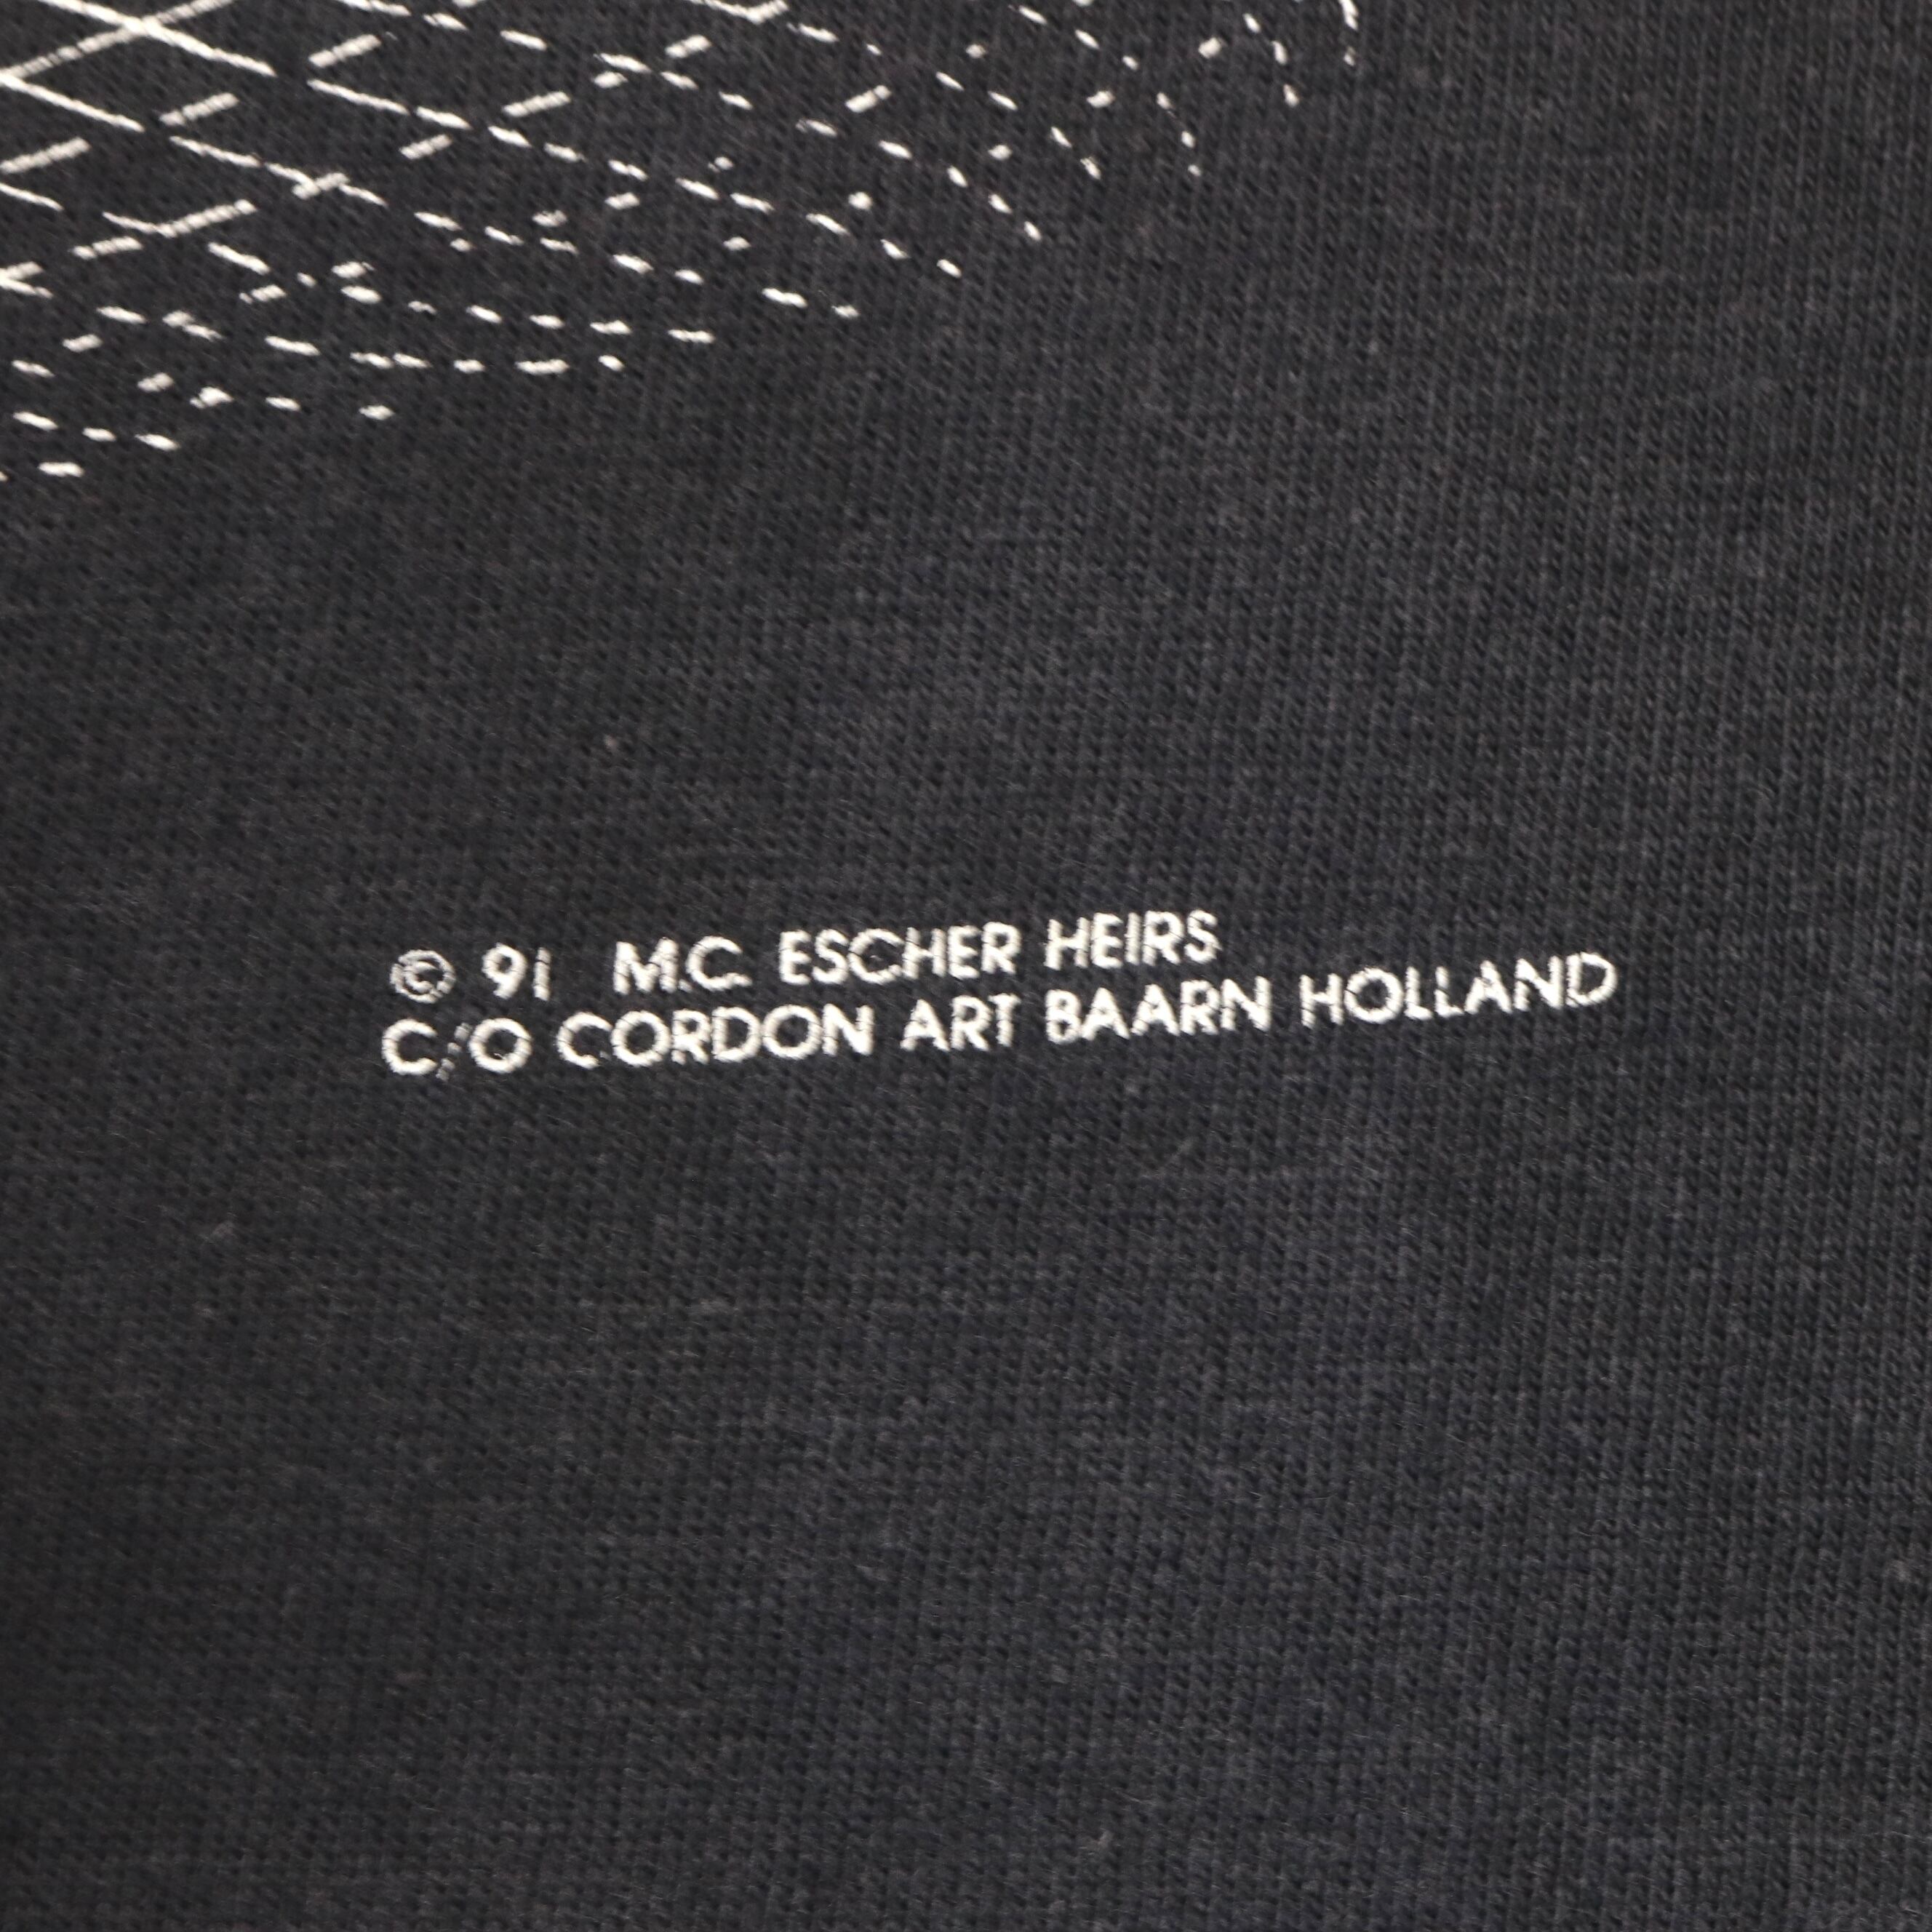 © 91 M.C. ESCHER HEIRS
C/O CORDON ART BAARN HOLLAND